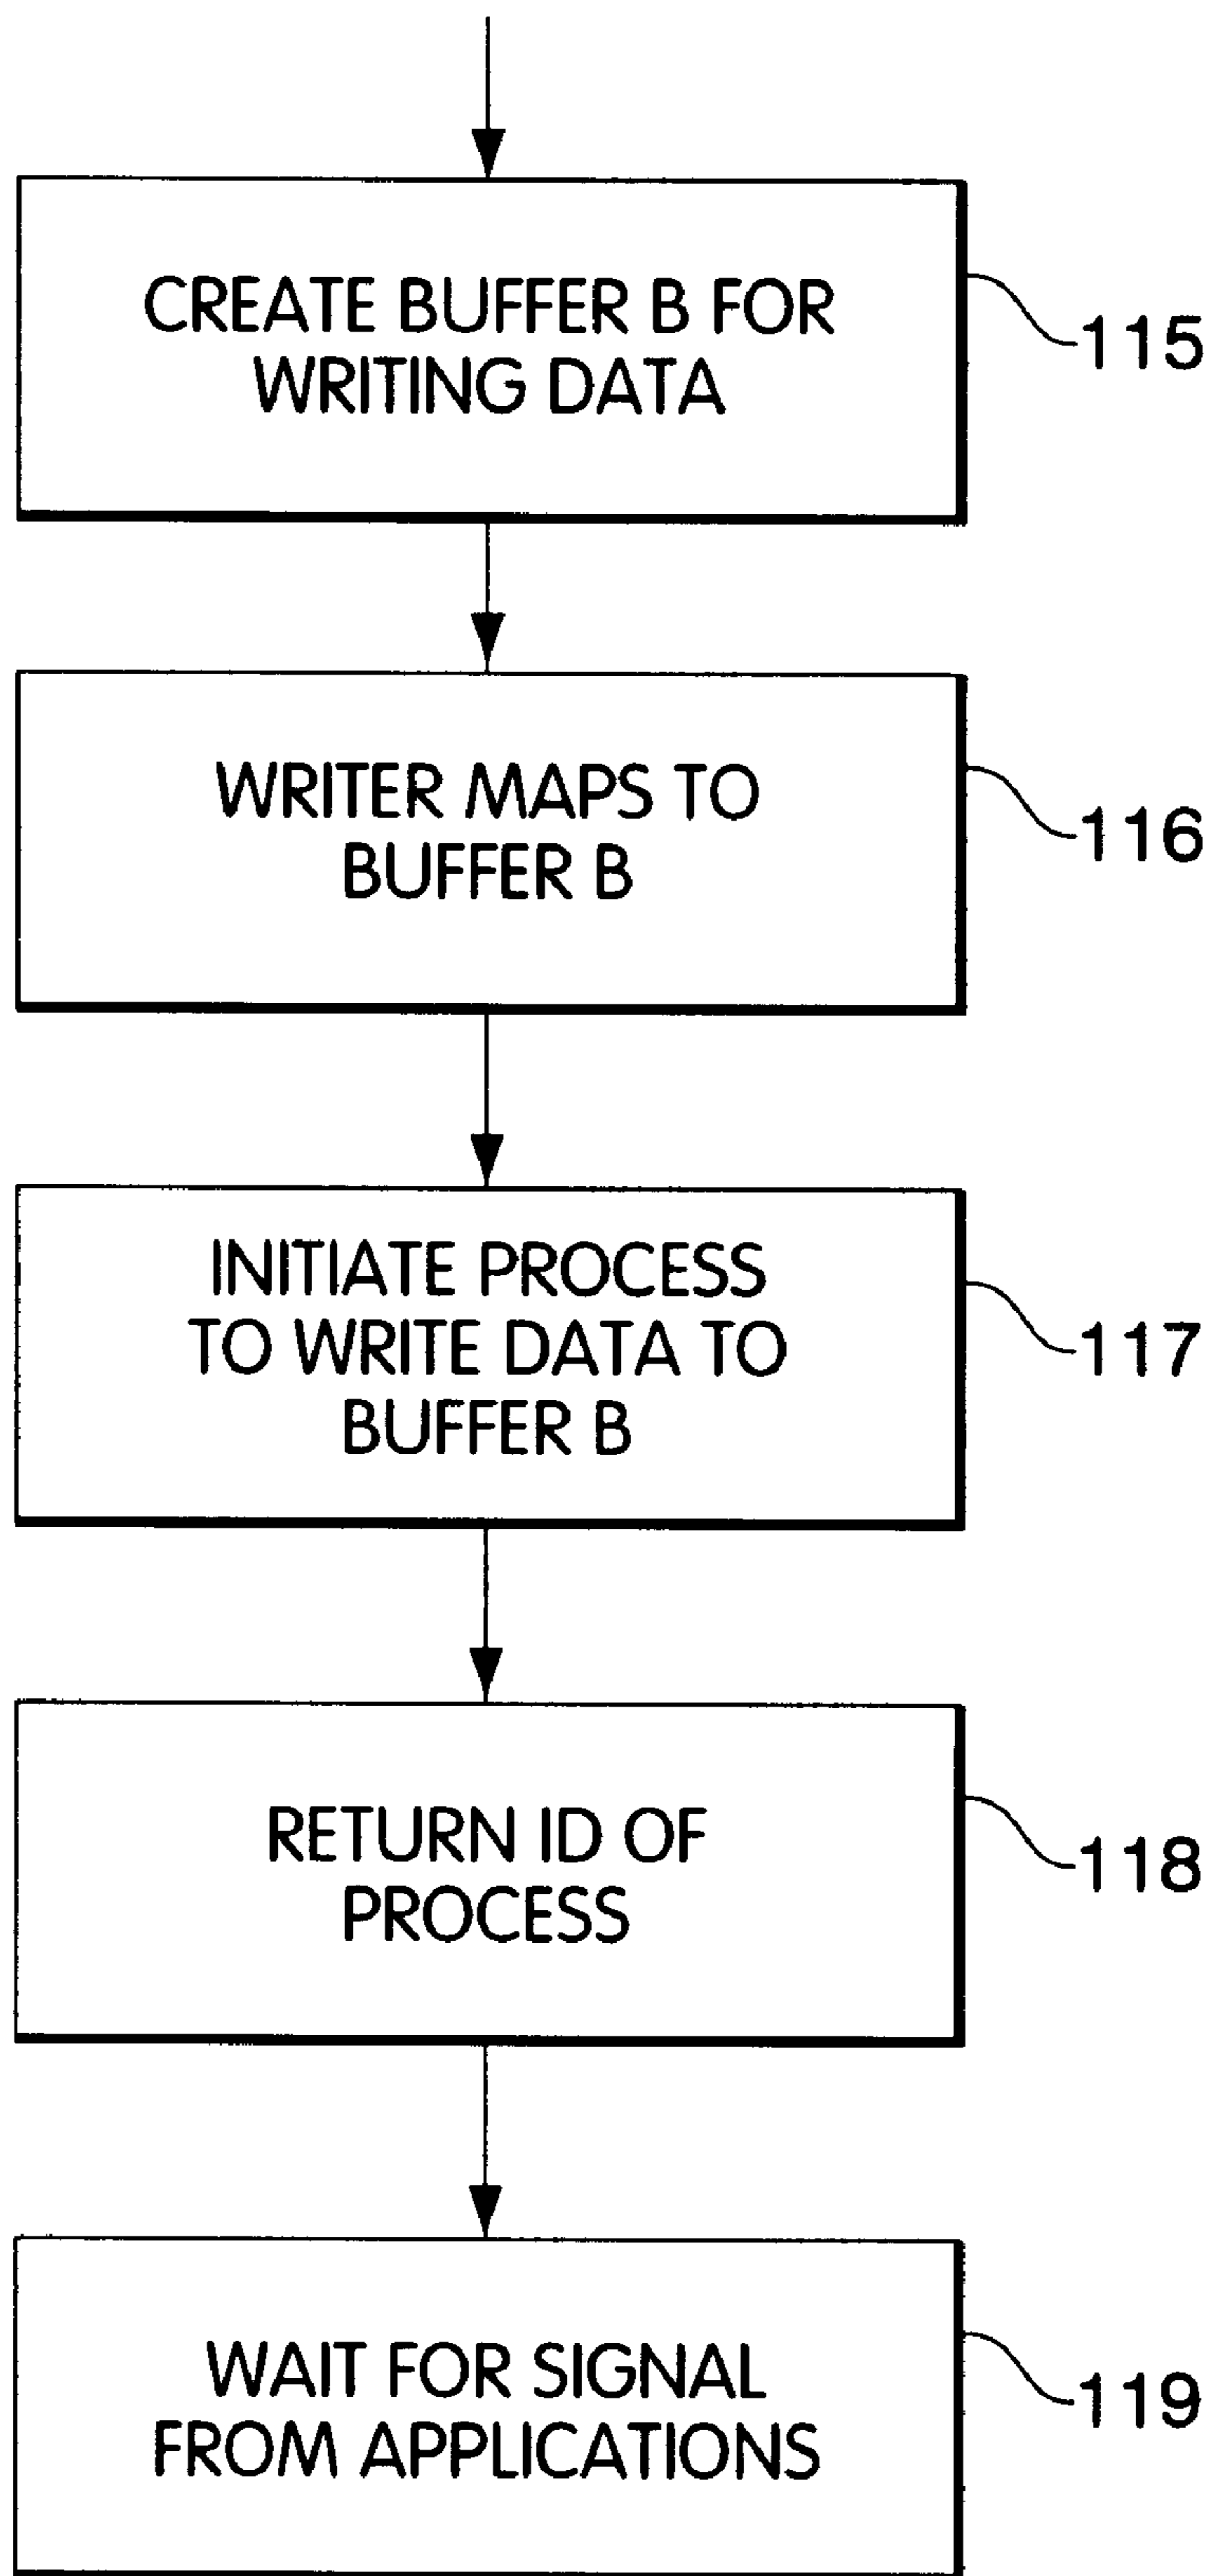 CREATE BUFFER B FOR
WRITING DATA
115
WRITER MAPS TO
BUFFER B
116
INITIATE PROCESS
TO WRITE DATA TO
BUFFER B
117
RETURN ID OF
PROCESS
118
WAIT FOR SIGNAL
FROM APPLICATIONS
119